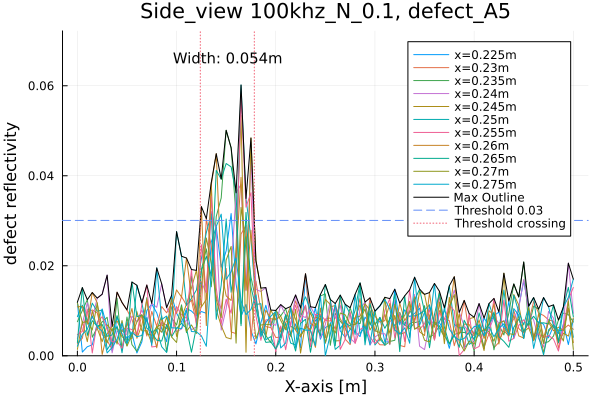 Side_view 100khz_N_0.1, defect_A5
Width: 0.054m
x=0.225m
x=0.23m
x=0.235m
x=0.24m
x=0.245m
x=0.25m
x=0.255m
x=0.26m
x=0.265m
x=0.27m
x=0.275m
Max Outline
Threshold 0.03
Threshold crossing
defect reflectivity
0.06
0.04
0.02
0.00
0.0 0.1 0.2 0.3 0.4 0.5
X-axis [m]